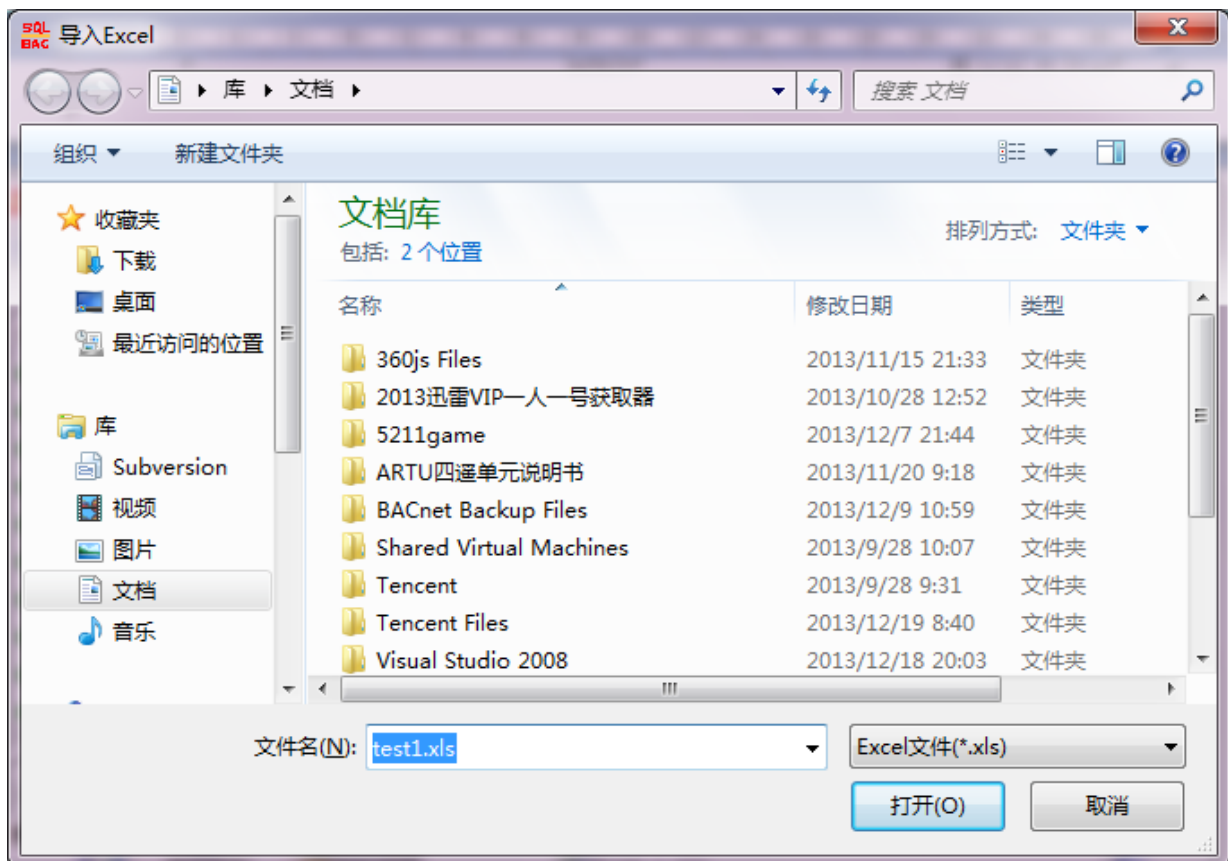 SQL BAC 导入Excel
库 文档 搜索 文档
组织 新建文件夹
收藏夹
下载
桌面
最近访问的位置
库
Subversion
视频
图片
文档
音乐
文档库
包括: 2 个位置
排列方式: 文件夹
名称 修改日期 类型
360js Files 2013/11/15 21:33 文件夹
2013迅雷VIP一人一号获取器 2013/10/28 12:52 文件夹
5211game 2013/12/7 21:44 文件夹
ARTU四遥单元说明书 2013/11/20 9:18 文件夹
BACnet Backup Files 2013/12/9 10:59 文件夹
Shared Virtual Machines 2013/9/28 10:07 文件夹
Tencent 2013/9/28 9:31 文件夹
Tencent Files 2013/12/19 8:40 文件夹
Visual Studio 2008 2013/12/18 20:03 文件夹
文件名(N): test1.xls Excel文件(*.xls)
打开(O) 取消